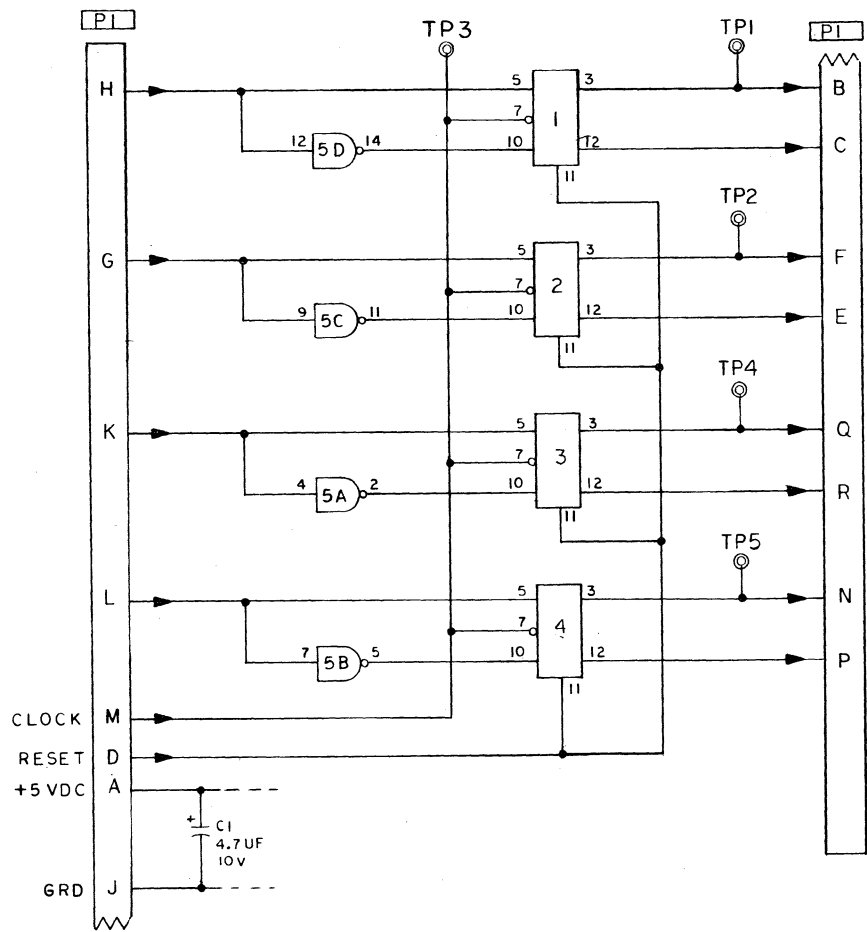 P1
TP3
TP1
P1
H
5
3
B
7
1
12
5D
14
10
12
C
11
TP2
G
5
3
F
7
2
9
5C
11
10
12
E
11
TP4
K
5
3
Q
7
3
4
5A
2
10
12
R
11
TP5
L
5
3
N
7
4
7
5B
5
10
12
P
11
CLOCK M
RESET D
+5 VDC A
+
C1
4.7 UF
10V
GRD J